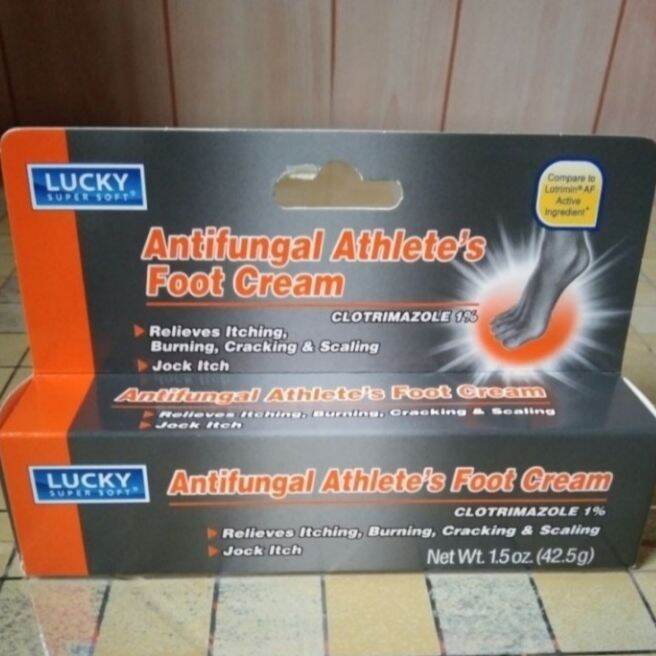 LUCKY
SUPER SOFT®
Compare to
Lotrimin® AF
Active
Ingredient*
Antifungal Athlete's
Foot Cream
CLOTRIMAZOLE 1%
Relieves Itching,
Burning, Cracking & Scaling
Jock Itch
Antifungal Athlete's Foot Cream
Relieves Itching, Burning, Cracking & Scaling
Jock Itch
LUCKY
SUPER SOFT®
Antifungal Athlete's Foot Cream
CLOTRIMAZOLE 1%
Relieves Itching, Burning, Cracking & Scaling
Jock Itch
Net Wt. 1.5 oz. (42.5g)